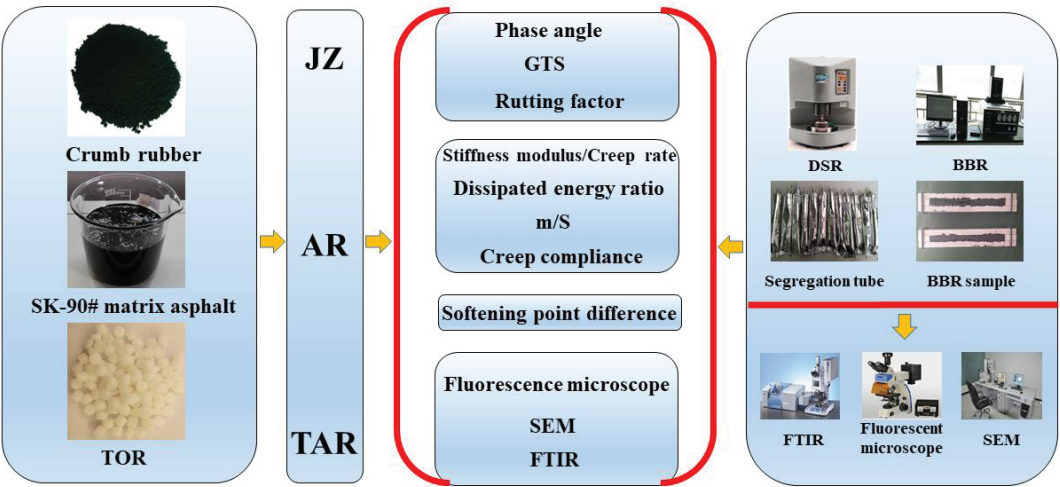 Crumb rubber
SK-90# matrix asphalt
TOR
JZ
AR
TAR
Phase angle
GTS
Rutting factor
Stiffness modulus/Creep rate
Dissipated energy ratio
m/S
Creep compliance
Softening point difference
Fluorescence microscope
SEM
FTIR
DSR
BBR
Segregation tube
BBR sample
FTIR
Fluorescent
microscope
SEM